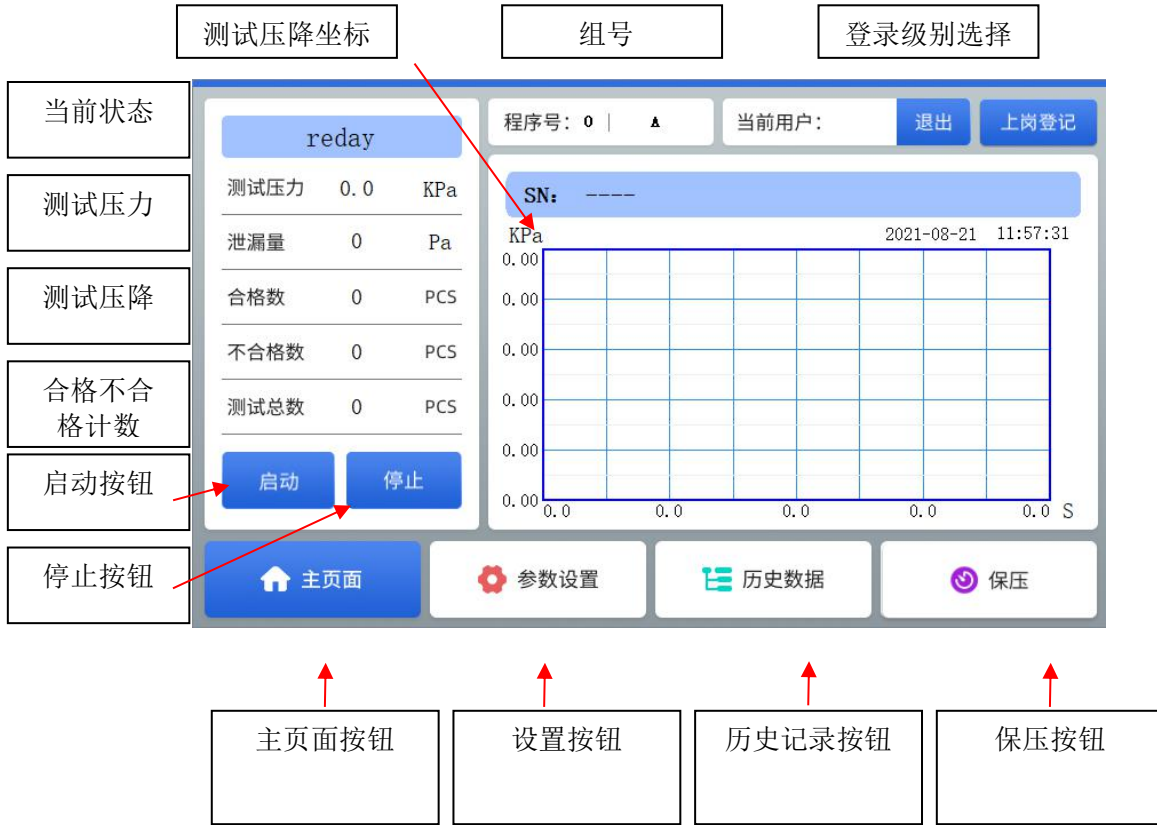 测试压降坐标
组号
登录级别选择
当前状态
测试压力
测试压降
合格不合
格计数
启动按钮
停止按钮
reday
测试压力 0.0 KPa
泄漏量 0 Pa
合格数 0 PCS
不合格数 0 PCS
测试总数 0 PCS
启动 停止
程序号: 0 | A
当前用户:
退出
上岗登记
SN: ----
KPa
2021-08-21 11:57:31
0.00
0.00
0.00
0.00
0.00
0.00
0.0 0.0 0.0 0.0 0.0 S
主页面
参数设置
历史数据
保压
主页面按钮
设置按钮
历史记录按钮
保压按钮